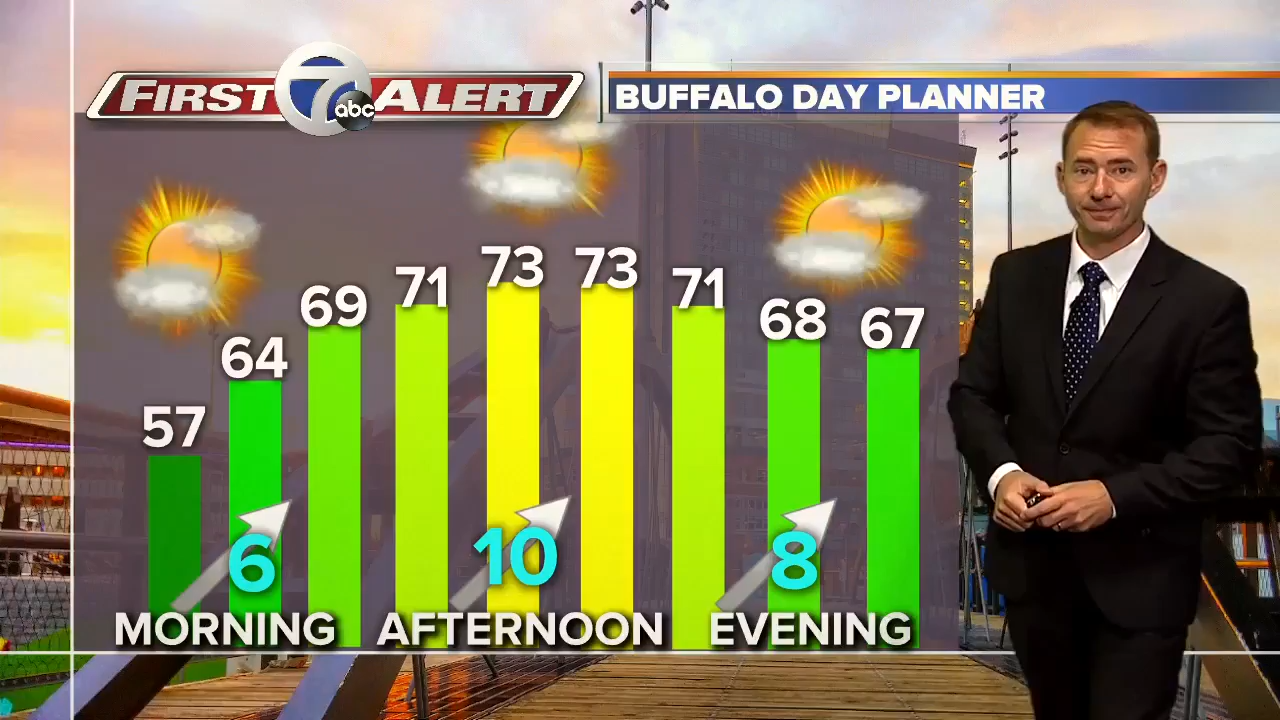 FIRST 7 abc ALERT
BUFFALO DAY PLANNER
57 64 69 71 73 73 71 68 67
6 10 8
MORNING AFTERNOON EVENING